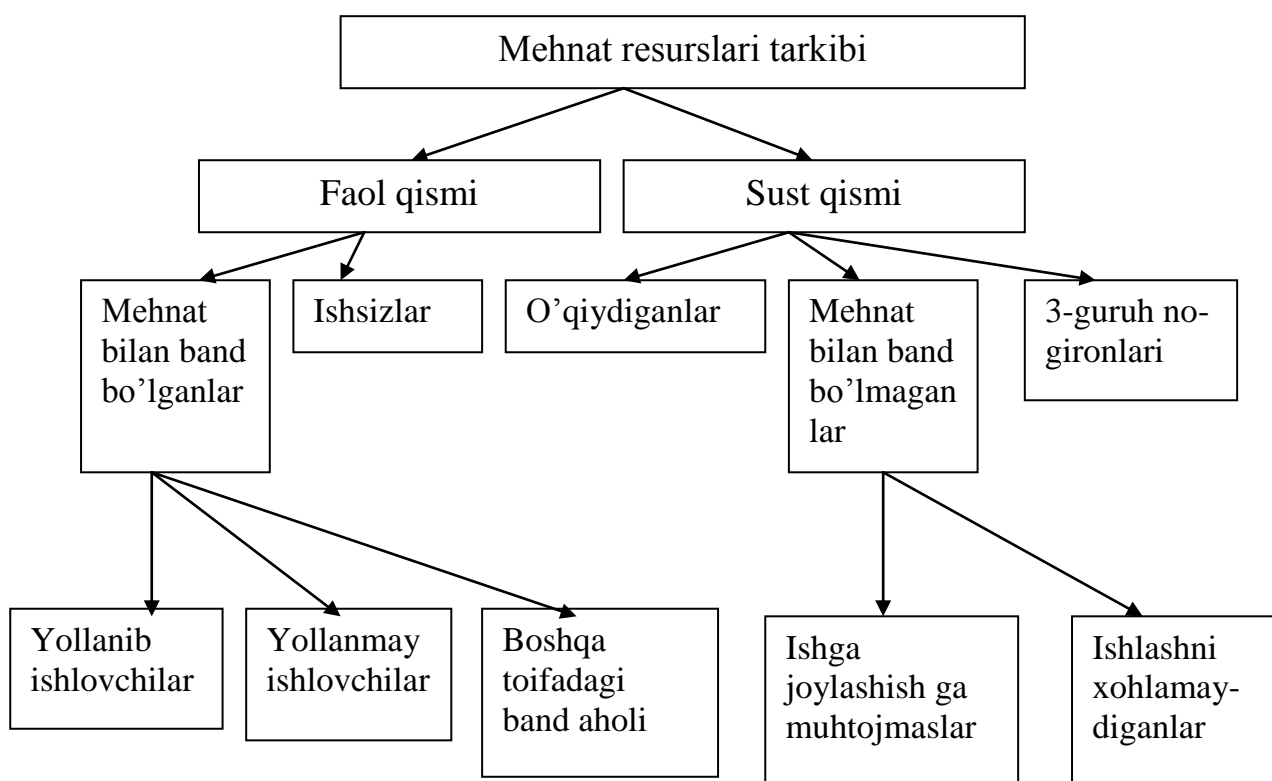 Mehnat resurslari tarkibi
Faol qismi
Sust qismi
Mehnat
bilan band
bo’lganlar
Ishsizlar
O’qiydiganlar
Mehnat
bilan band
bo’lmagan
lar
3-guruh no-
gironlari
Yollanib
ishlovchilar
Yollanmay
ishlovchilar
Boshqa
toifadagi
band aholi
Ishga
joylashish ga
muhtojmaslar
Ishlashni
xohlamay-
diganlar